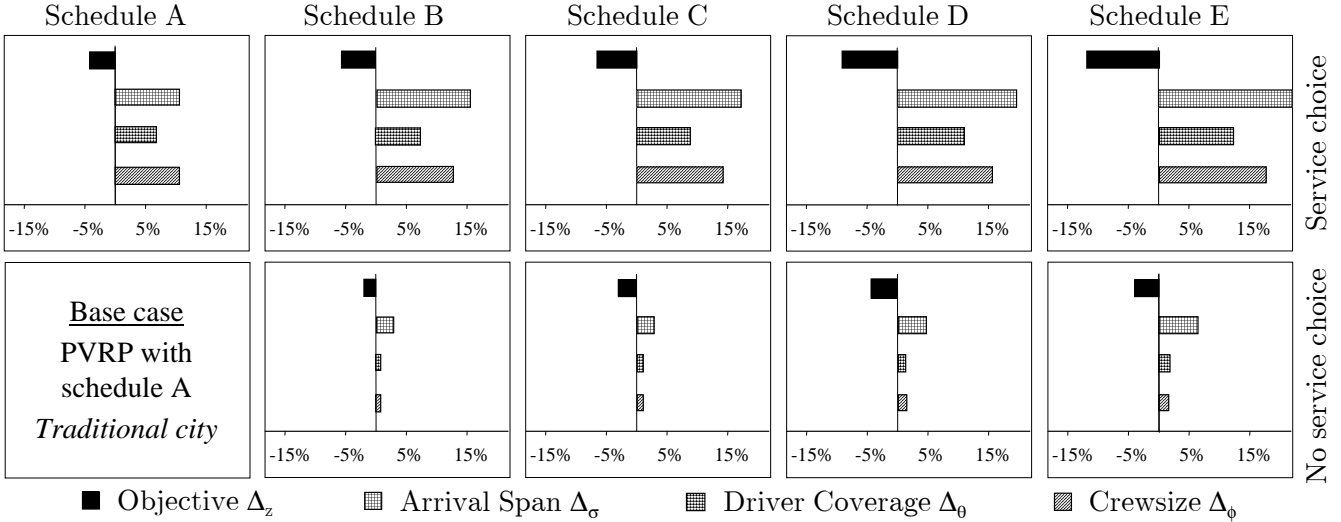 Schedule A Schedule B Schedule C Schedule D Schedule E
Service choice
-15% -5% 5% 15% -15% -5% 5% 15% -15% -5% 5% 15% -15% -5% 5% 15% -15% -5% 5% 15%
Base case
PVRP with
schedule A
Traditional city
No service choice
-15% -5% 5% 15% -15% -5% 5% 15% -15% -5% 5% 15% -15% -5% 5% 15%
Objective Δz Arrival Span Δσ Driver Coverage Δθ Crewsize Δϕ